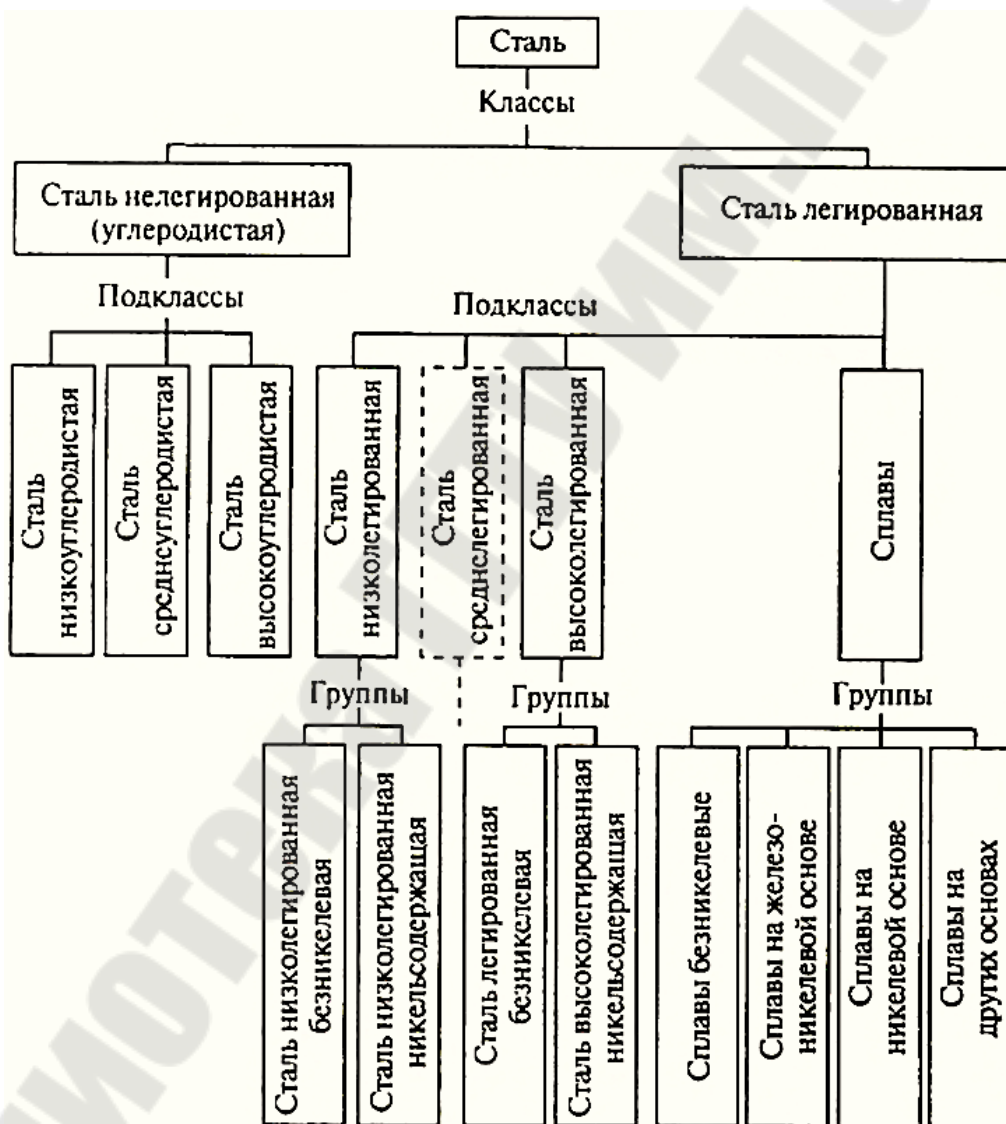 Сталь
Классы
Сталь нелегированная
(углеродистая)
Сталь легированная
Подклассы
Подклассы
Сталь
низкоуглеродистая
Сталь
среднсуглеродистая
Сталь
высокоуглеродистая
Сталь
низколегированная
Сталь
среднслегированная
Сталь
высоколегированная
Сплавы
Группы
Группы
Группы
Сталь низколегированная
безникелевая
Сталь низколегированная
никельсодержащая
Сталь легированная
безникелевая
Сталь высоколегированная
никельсодержащая
Сплавы безникелевые
Сплавы на железо-
никелевой основе
Сплавы на
никелевой основе
Сплавы на
других основах